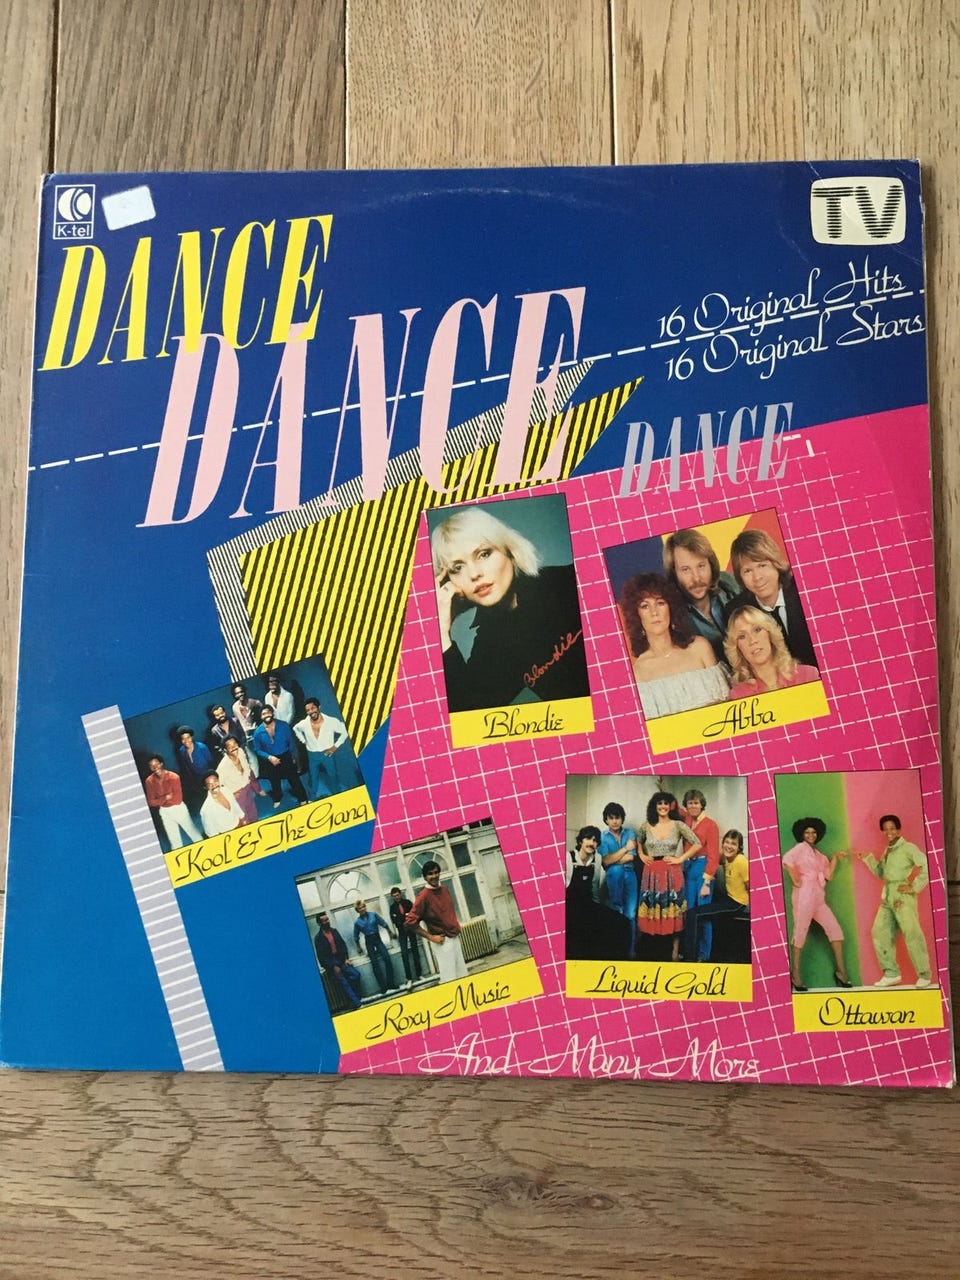 K-tel
TV
DANCE
DANCE
DANCE
16 Original Hits
16 Original Stars
Blondie
Blondie
Abba
Kool & The Gang
Roxy Music
Liquid Gold
Ottawan
And Many More